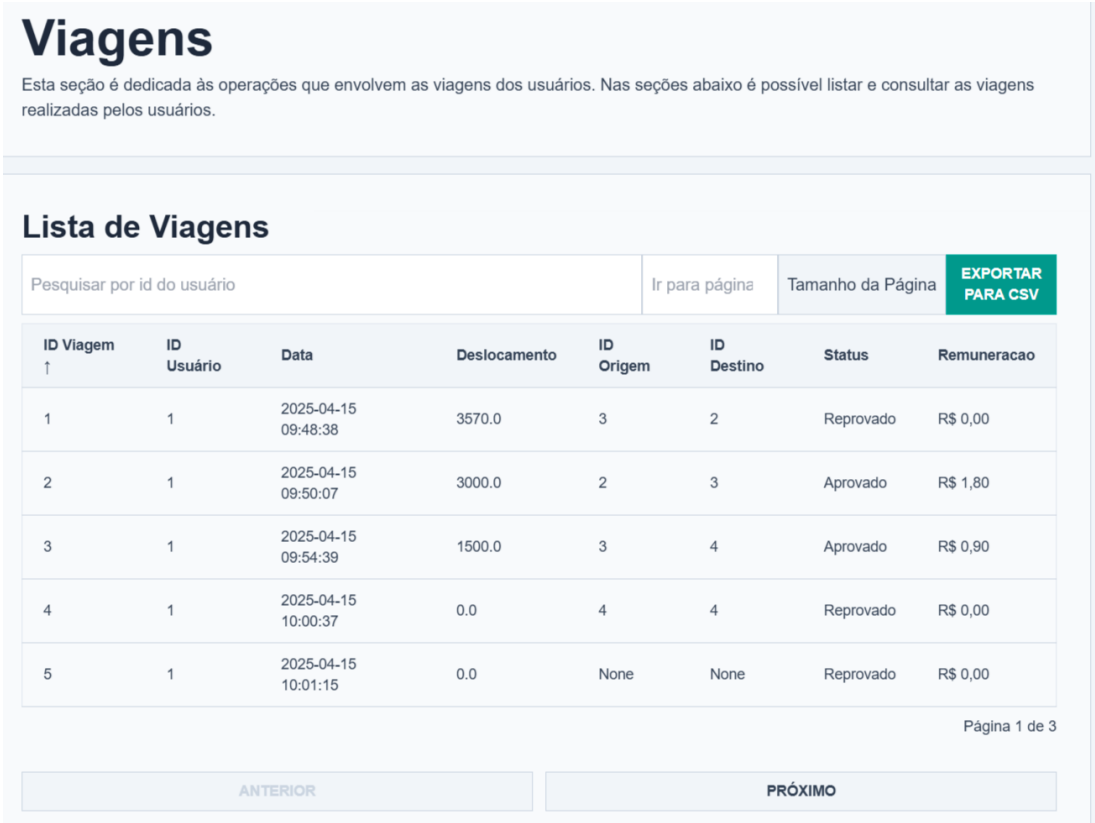 Viagens
Esta seção é dedicada às operações que envolvem as viagens dos usuários. Nas seções abaixo é possível listar e consultar as viagens
realizadas pelos usuários.
Lista de Viagens
Pesquisar por id do usuário Ir para página Tamanho da Página EXPORTAR
PARA CSV
ID Viagem ↑ ID Usuário Data Deslocamento ID Origem ID Destino Status Remuneracao
1 1 2025-04-15 09:48:38 3570.0 3 2 Reprovado R$ 0,00
2 1 2025-04-15 09:50:07 3000.0 2 3 Aprovado R$ 1,80
3 1 2025-04-15 09:54:39 1500.0 3 4 Aprovado R$ 0,90
4 1 2025-04-15 10:00:37 0.0 4 4 Reprovado R$ 0,00
5 1 2025-04-15 10:01:15 0.0 None None Reprovado R$ 0,00
Página 1 de 3
ANTERIOR PRÓXIMO